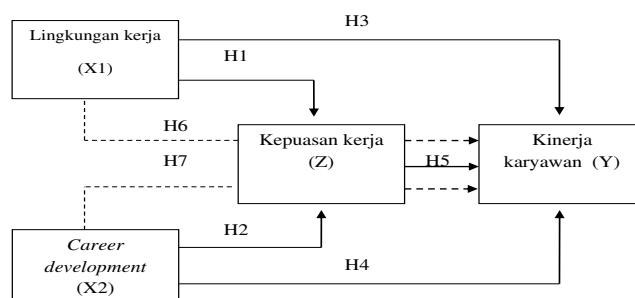 H3
Lingkungan kerja
(X1)
H1
H6
Kepuasan kerja
(Z)
Kinerja
karyawan (Y)
H5
H7
H2
Career
development
(X2)
H4